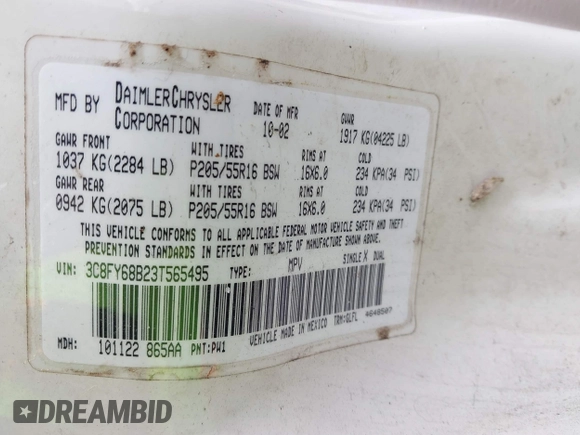 MFD BY DAIMLERCHRYSLER CORPORATION
DATE OF MFR 10-02
GVWR 1917 KG(04225 LB)
GAWR FRONT WITH TIRES RIMS AT COLD
1037 KG(2284 LB) P205/55R16 BSW 16X6.0 234 KPA(34 PSI)
GAWR REAR WITH TIRES RIMS AT COLD
0942 KG(2075 LB) P205/55R16 BSW 16X6.0 234 KPA(34 PSI)
THIS VEHICLE CONFORMS TO ALL APPLICABLE FEDERAL MOTOR VEHICLE SAFETY AND THEFT
PREVENTION STANDARDS IN EFFECT ON THE DATE OF MANUFACTURE SHOWN ABOVE.
VIN: 3C8FY68B23T565495 TYPE: MPV SINGLE X DUAL
VEHICLE MADE IN MEXICO TRM:GLFL 4648507
MDH: 101122 865AA PNT:PW1
DREAMBID